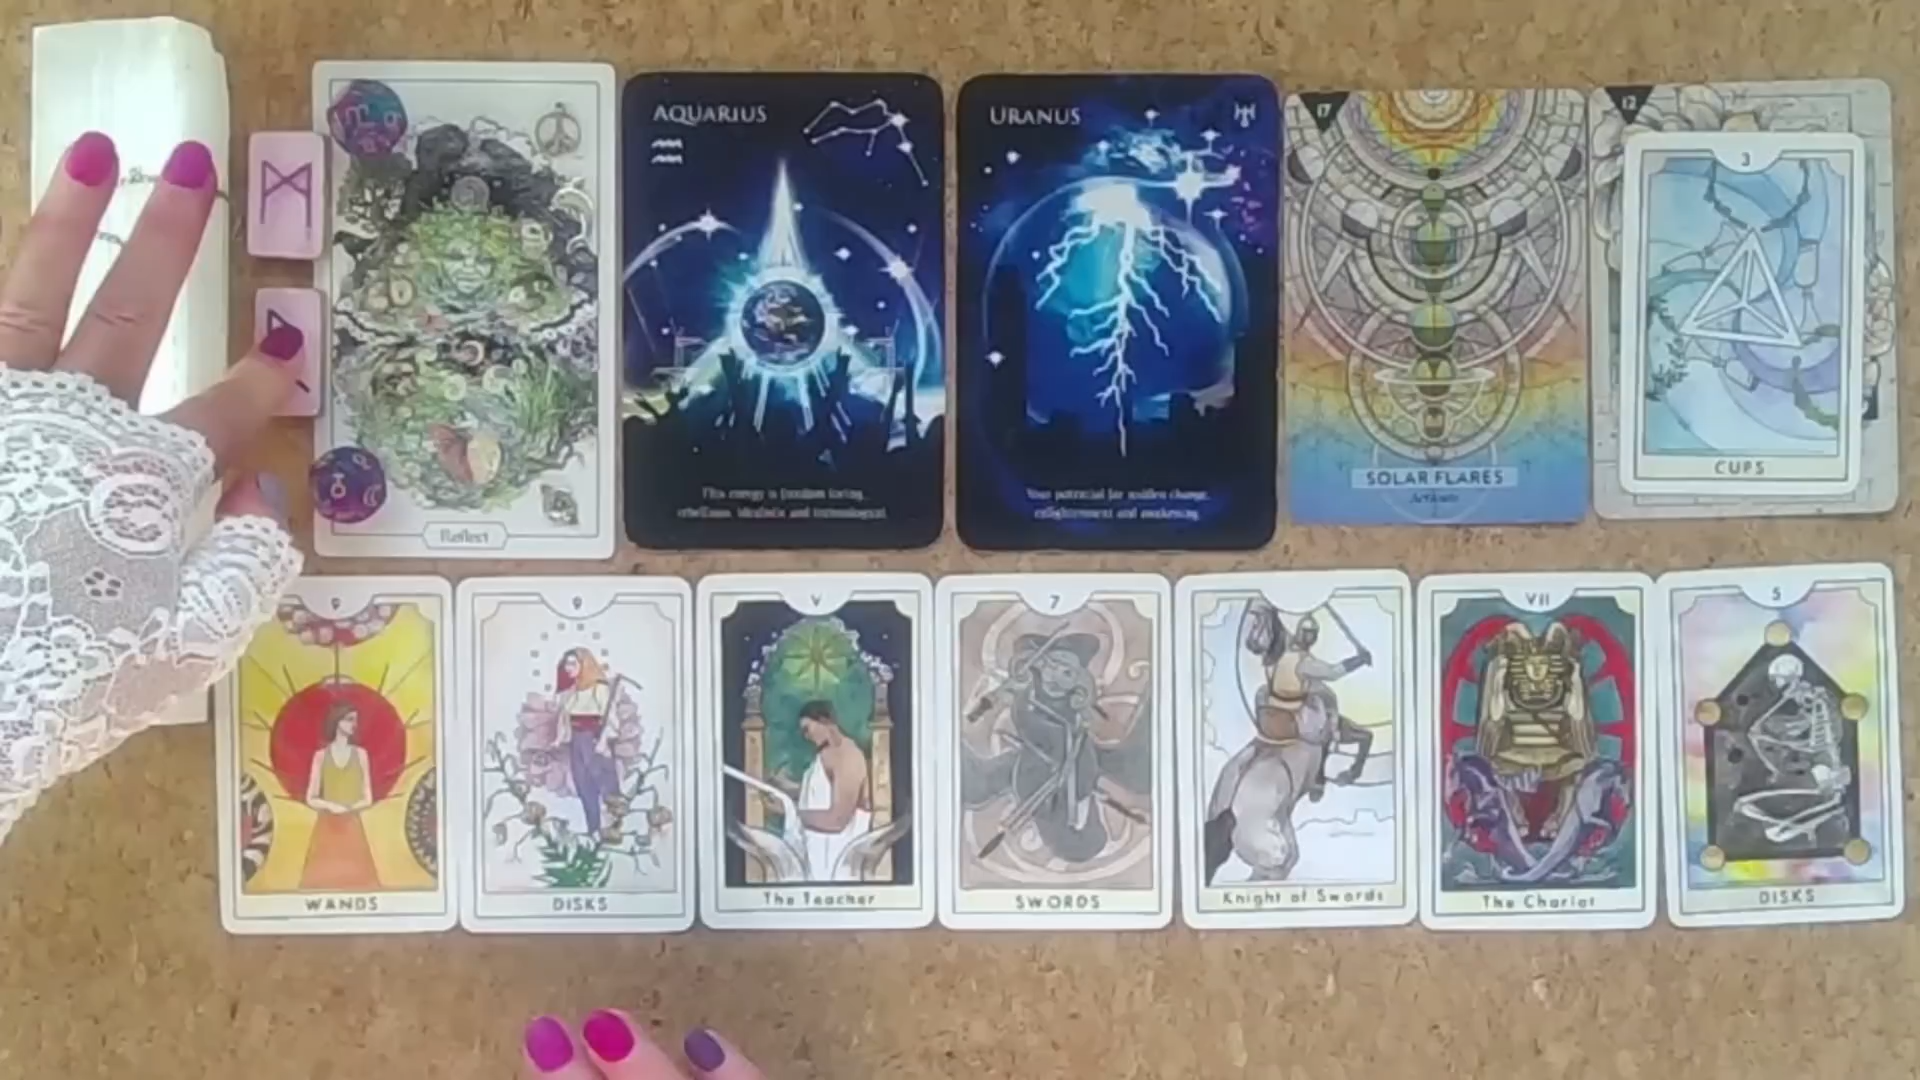 AQUARIUS
This energy is freedom loving,
rebellious, idealistic and technological.
URANUS
Your potential for sudden change,
enlightenment and awakening.
17
SOLAR FLARES
Activate
12
3
CUPS
Reflect
9
WANDS
9
DISKS
V
The Teacher
7
SWORDS
Knight of Swords
VII
The Chariot
5
DISKS